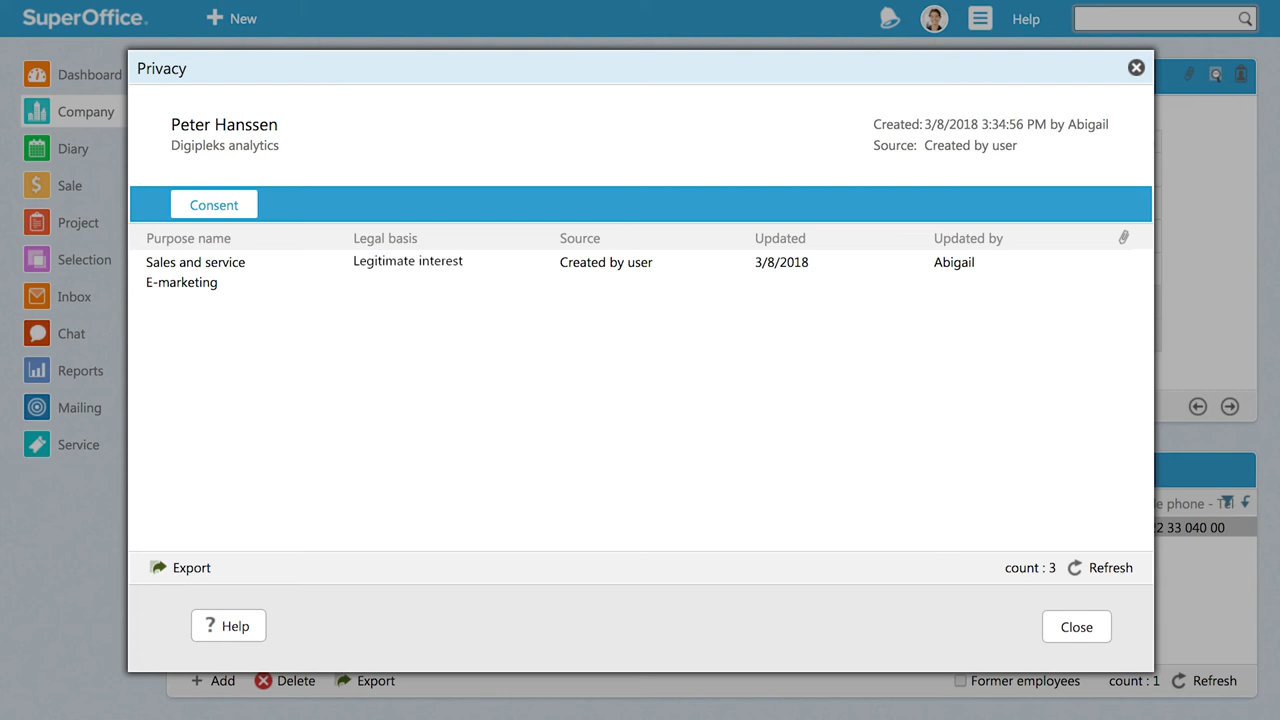 SuperOffice.
New
Help
Privacy
Dashboard
Company
Diary
Sale
Project
Selection
Inbox
Chat
Reports
Mailing
Service
Peter Hanssen
Digipleks analytics
Created: 3/8/2018 3:34:56 PM by Abigail
Source: Created by user
Consent
Purpose name Legal basis Source Updated Updated by
Sales and service Legitimate interest Created by user 3/8/2018 Abigail
E-marketing
Export count : 3 Refresh
? Help Close
e phone - Tel
2 33 040 00
Add Delete Export Former employees count : 1 Refresh